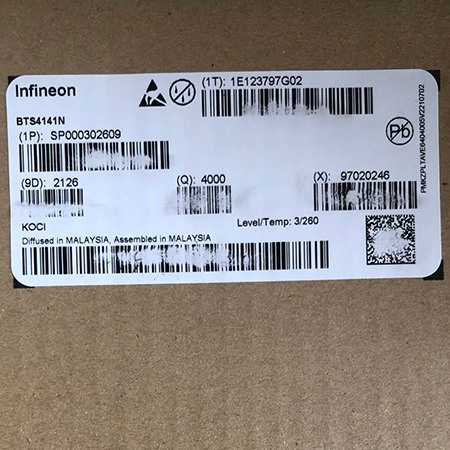 Infineon
(1T): 1E123797G02
BTS4141N
(1P): SP000302609
Pb
(9D): 2126
(Q): 4000
(X): 97020246
KOCI
Level/Temp: 3/260
Diffused in MALAYSIA, Assembled in MALAYSIA